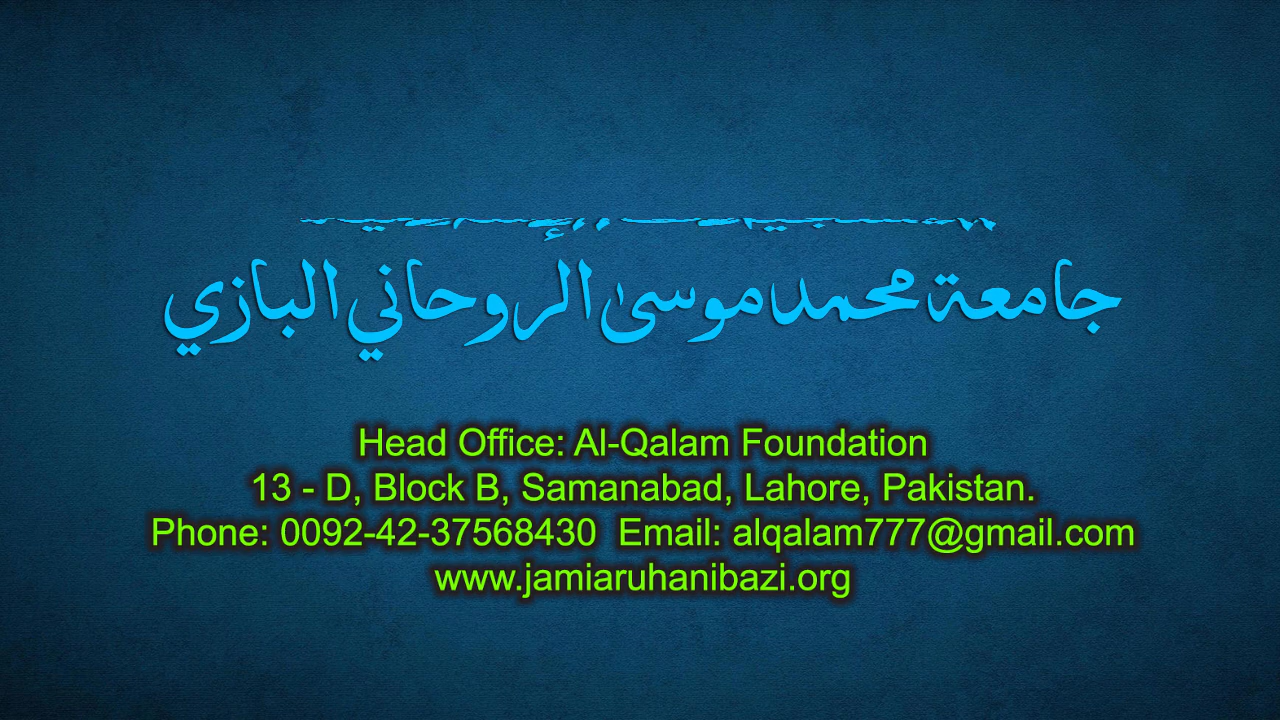 جامعة محمد موسىٰ الروحاني البازي
Head Office: Al-Qalam Foundation
13 - D, Block B, Samanabad, Lahore, Pakistan.
Phone: 0092-42-37568430 Email: alqalam777@gmail.com
www.jamiaruhanibazi.org